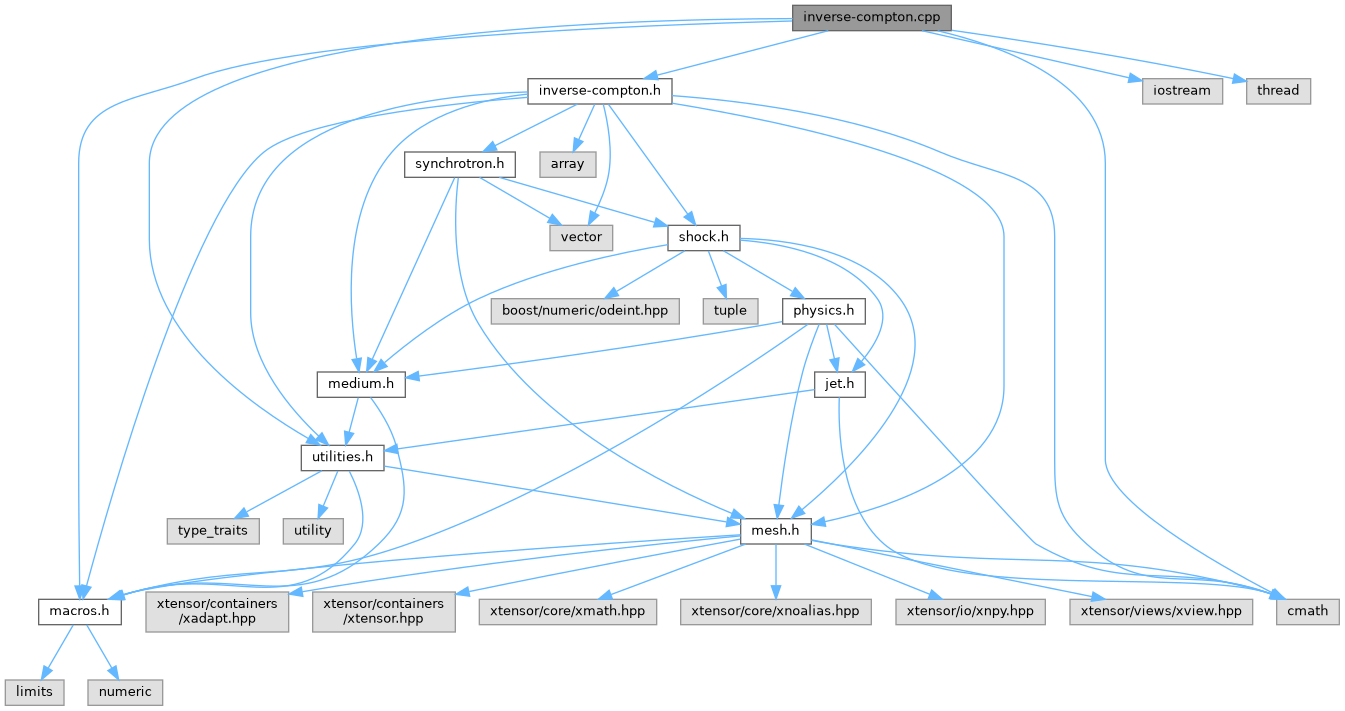 inverse-compton.cpp
inverse-compton.h
iostream
thread
synchrotron.h
array
vector
shock.h
boost/numeric/odeint.hpp
tuple
physics.h
medium.h
jet.h
utilities.h
type_traits
utility
mesh.h
macros.h
xtensor/containers
/xadapt.hpp
xtensor/containers
/xtensor.hpp
xtensor/core/xmath.hpp
xtensor/core/xnoalias.hpp
xtensor/io/xnpy.hpp
xtensor/views/xview.hpp
cmath
limits
numeric